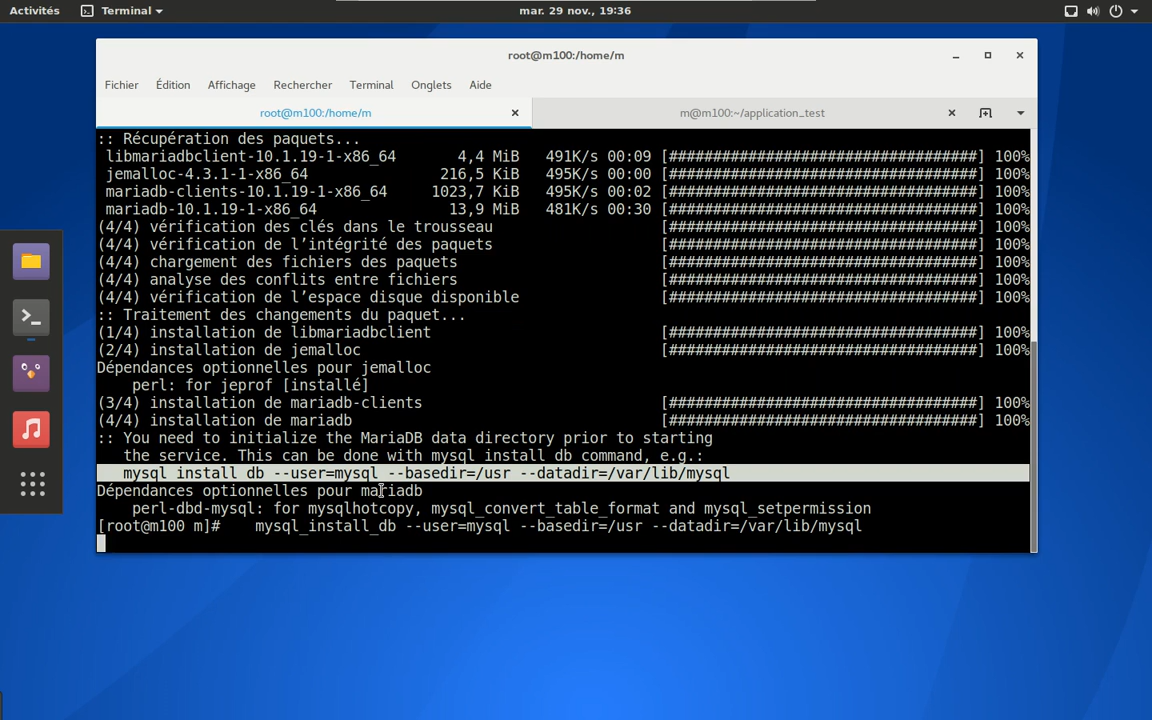 Activités Terminal mar. 29 nov., 19:36
root@m100:/home/m
Fichier Édition Affichage Rechercher Terminal Onglets Aide
root@m100:/home/m m@m100:~/application_test
:: Récupération des paquets...
libmariadbclient-10.1.19-1-x86_64 4,4 MiB 491K/s 00:09 [###################################] 100%
jemalloc-4.3.1-1-x86_64 216,5 KiB 495K/s 00:00 [###################################] 100%
mariadb-clients-10.1.19-1-x86_64 1023,7 KiB 495K/s 00:02 [###################################] 100%
mariadb-10.1.19-1-x86_64 13,9 MiB 481K/s 00:30 [###################################] 100%
(4/4) vérification des clés dans le trousseau [###################################] 100%
(4/4) vérification de l’intégrité des paquets [###################################] 100%
(4/4) chargement des fichiers des paquets [###################################] 100%
(4/4) analyse des conflits entre fichiers [###################################] 100%
(4/4) vérification de l’espace disque disponible [###################################] 100%
:: Traitement des changements du paquet...
(1/4) installation de libmariadbclient [###################################] 100%
(2/4) installation de jemalloc [###################################] 100%
Dépendances optionnelles pour jemalloc
perl: for jeprof [installé]
(3/4) installation de mariadb-clients [###################################] 100%
(4/4) installation de mariadb [###################################] 100%
:: You need to initialize the MariaDB data directory prior to starting
the service. This can be done with mysql_install_db command, e.g.:
mysql_install_db --user=mysql --basedir=/usr --datadir=/var/lib/mysql
Dépendances optionnelles pour mariadb
perl-dbd-mysql: for mysqlhotcopy, mysql_convert_table_format and mysql_setpermission
[root@m100 m]# mysql_install_db --user=mysql --basedir=/usr --datadir=/var/lib/mysql